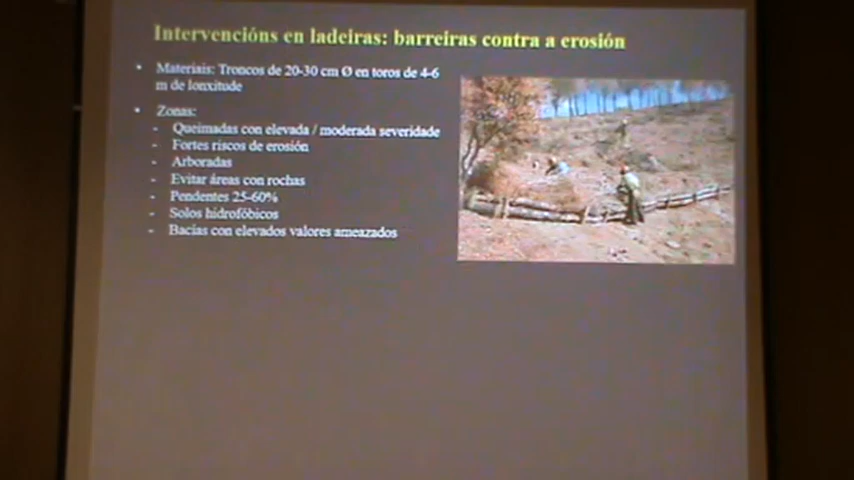 Intervencións en ladeiras: barreiras contra a erosión
• Materiais: Troncos de 20-30 cm Ø en toros de 4-6
m de lonxitude
• Zonas:
- Queimadas con elevada / moderada severidade
- Fortes riscos de erosión
- Arboradas
- Evitar áreas con rochas
- Pendentes 25-60%
- Solos hidrofóbicos
- Bacías con elevados valores ameazados